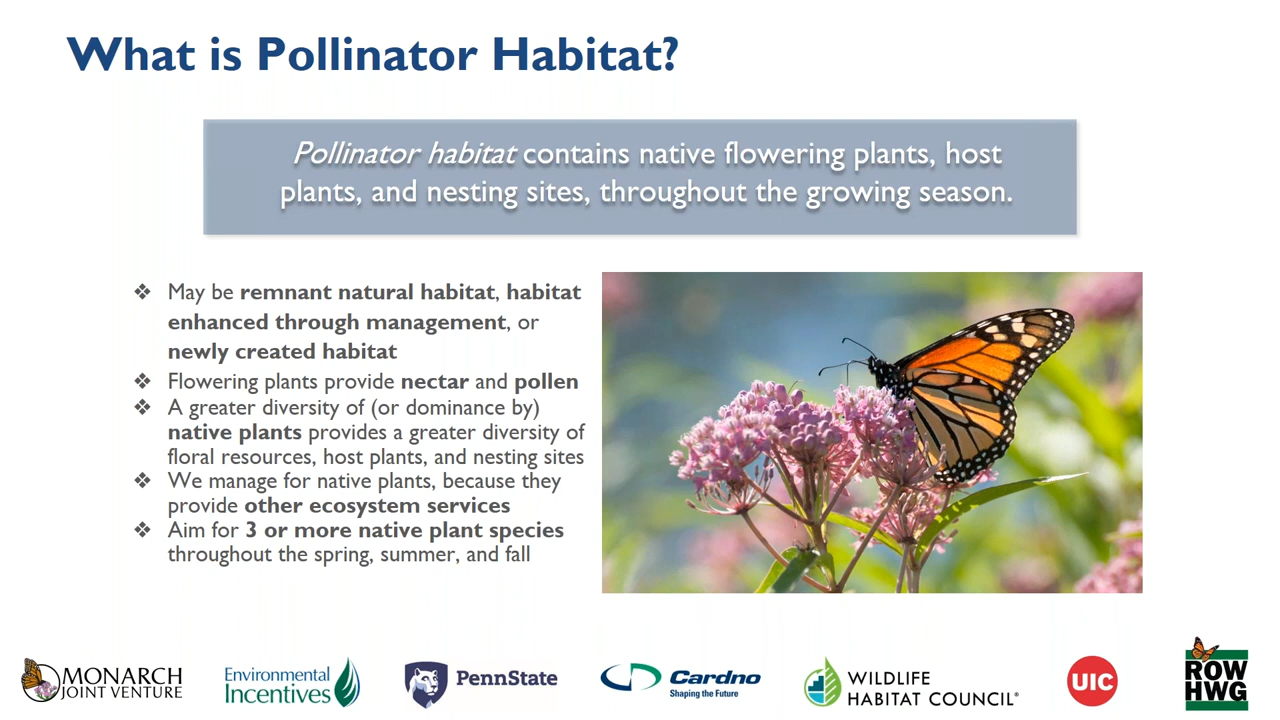 What is Pollinator Habitat?
Pollinator habitat contains native flowering plants, host
plants, and nesting sites, throughout the growing season.
❖ May be remnant natural habitat, habitat
enhanced through management, or
newly created habitat
❖ Flowering plants provide nectar and pollen
❖ A greater diversity of (or dominance by)
native plants provides a greater diversity of
floral resources, host plants, and nesting sites
❖ We manage for native plants, because they
provide other ecosystem services
❖ Aim for 3 or more native plant species
throughout the spring, summer, and fall
MONARCH
JOINT VENTURE
Environmental
Incentives
PennState
Cardno
Shaping the Future
WILDLIFE
HABITAT COUNCIL®
UIC
ROW
HWG